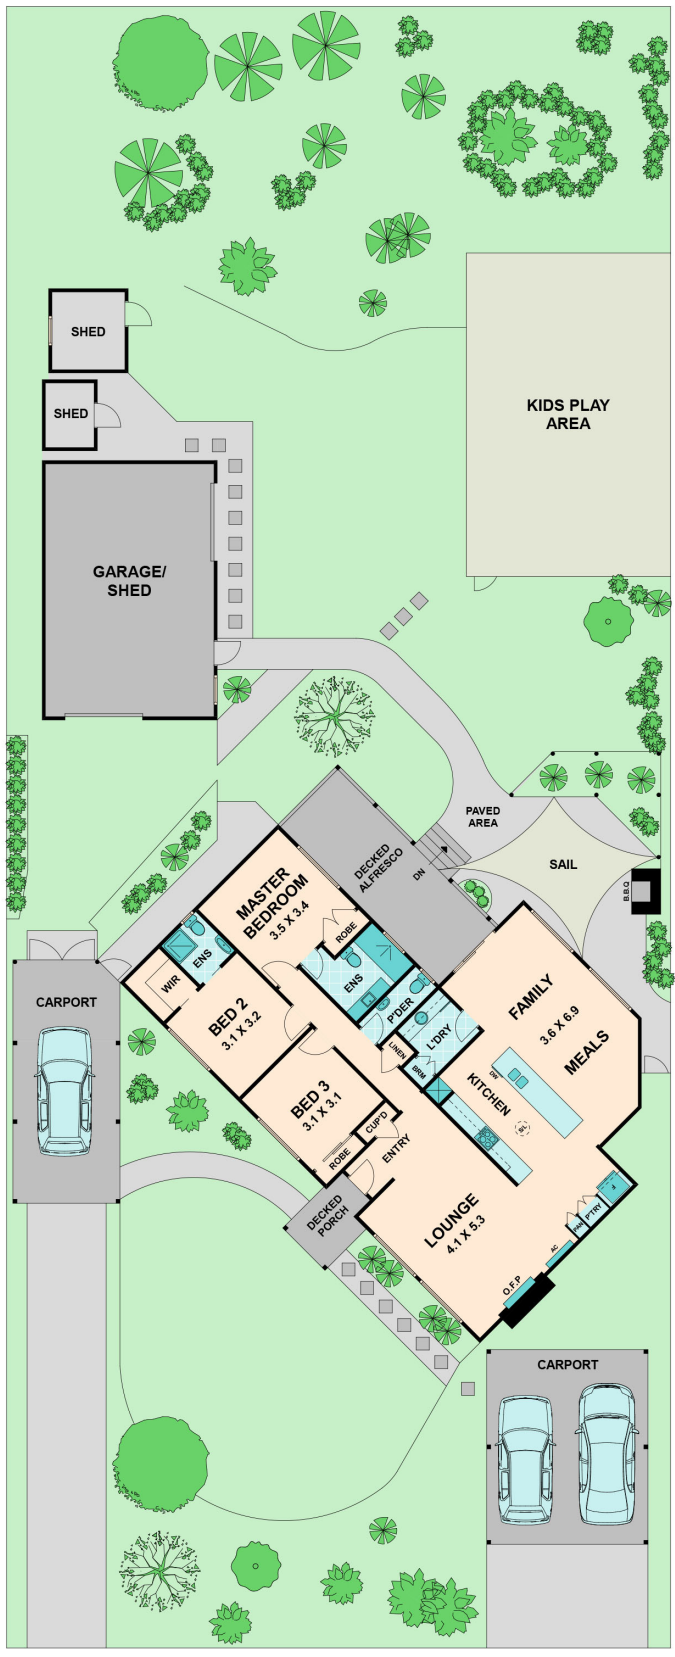 SHED
SHED
KIDS PLAY
AREA
GARAGE/
SHED
PAVED
AREA
DECKED
ALFRESCO
DN
SAIL
B.B.Q
MASTER
BEDROOM
3.5 X 3.4
ROBE
ENS
WIR
ENS
P'DER
FAMILY
3.6 X 6.9
MEALS
CARPORT
BED 2
3.1 X 3.2
L'DRY
LINEN
BRM
KITCHEN
DW
SL
BED 3
3.1 X 3.1
CUP'D
ROBE
ENTRY
DECKED
PORCH
LOUNGE
4.1 X 5.3
F
P'TRY
PAN
AC
O.F.P
CARPORT